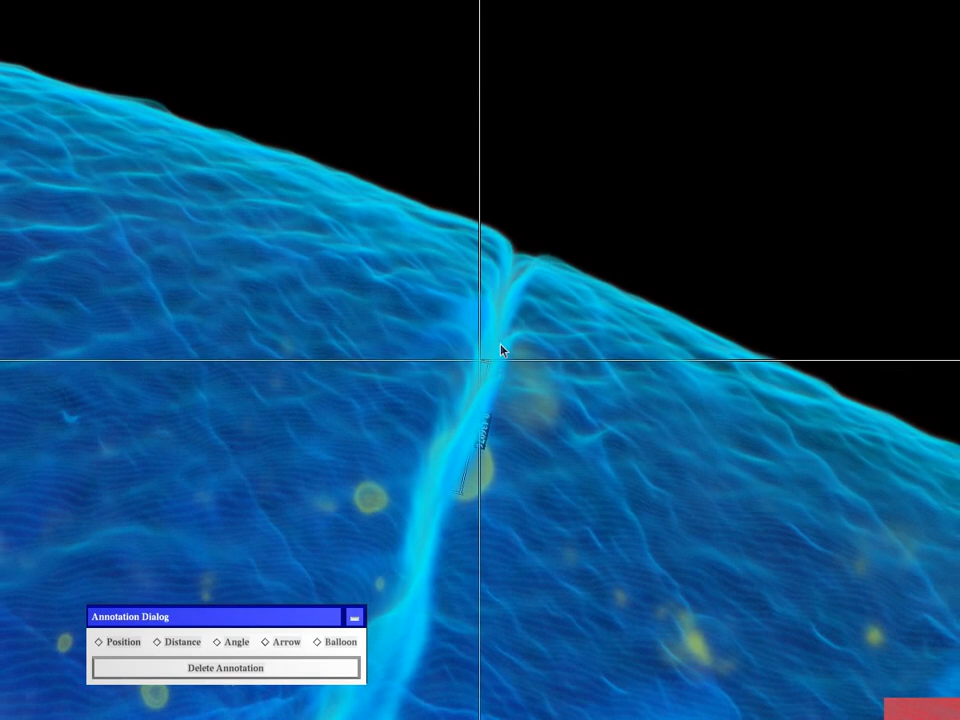 Annotation Dialog
Position Distance Angle Arrow Balloon
Delete Annotation